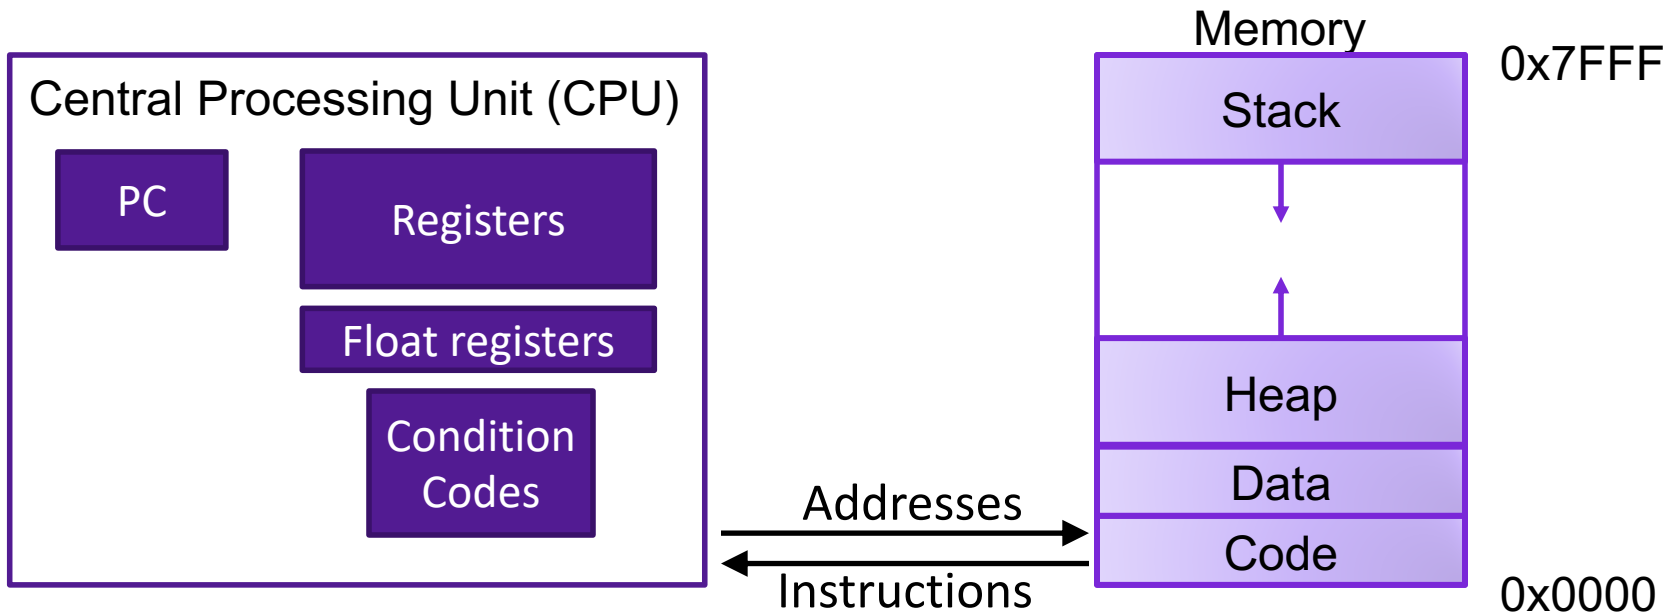 Central Processing Unit (CPU)
PC
Registers
Float registers
Condition
Codes
Addresses
Instructions
Memory
0x7FFF
Stack
Heap
Data
Code
0x0000